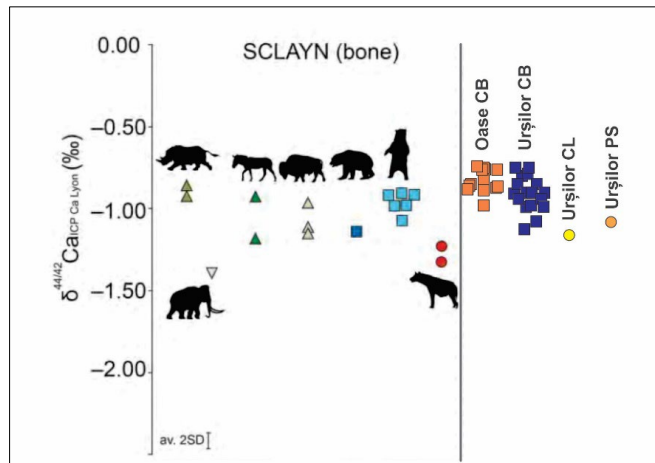 SCLAYN (bone)
0.00
−0.50
−1.00
−1.50
−2.00
δ44/42CaICP Ca Lyon (‰)
av. 2SD
Oase CB
Urșilor CB
Urșilor CL
Urșilor PS